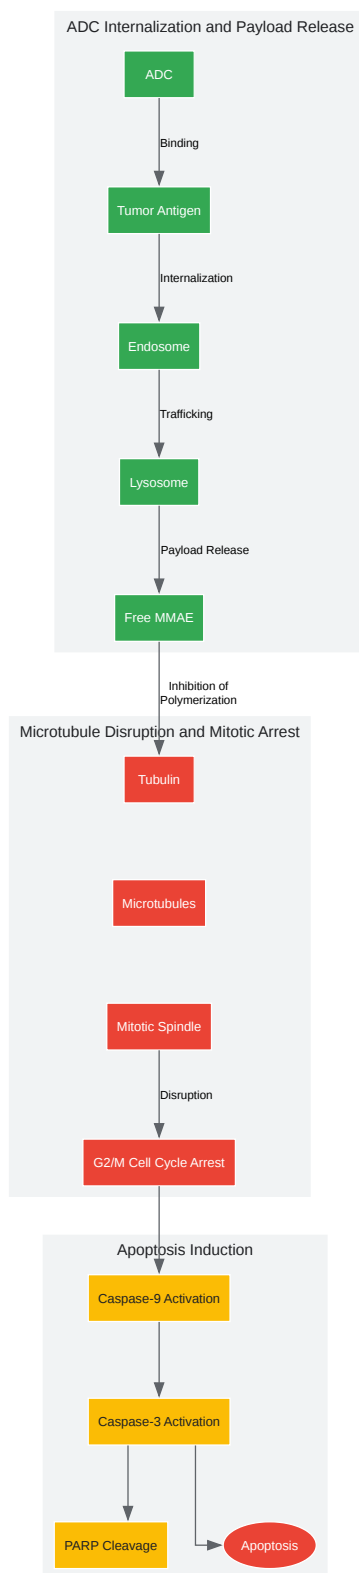 ADC Internalization and Payload Release
ADC
Binding
Tumor Antigen
Internalization
Endosome
Trafficking
Lysosome
Payload Release
Free MMAE
Inhibition of
Polymerization
Microtubule Disruption and Mitotic Arrest
Tubulin
Microtubules
Mitotic Spindle
Disruption
G2/M Cell Cycle Arrest
Apoptosis Induction
Caspase-9 Activation
Caspase-3 Activation
PARP Cleavage
Apoptosis